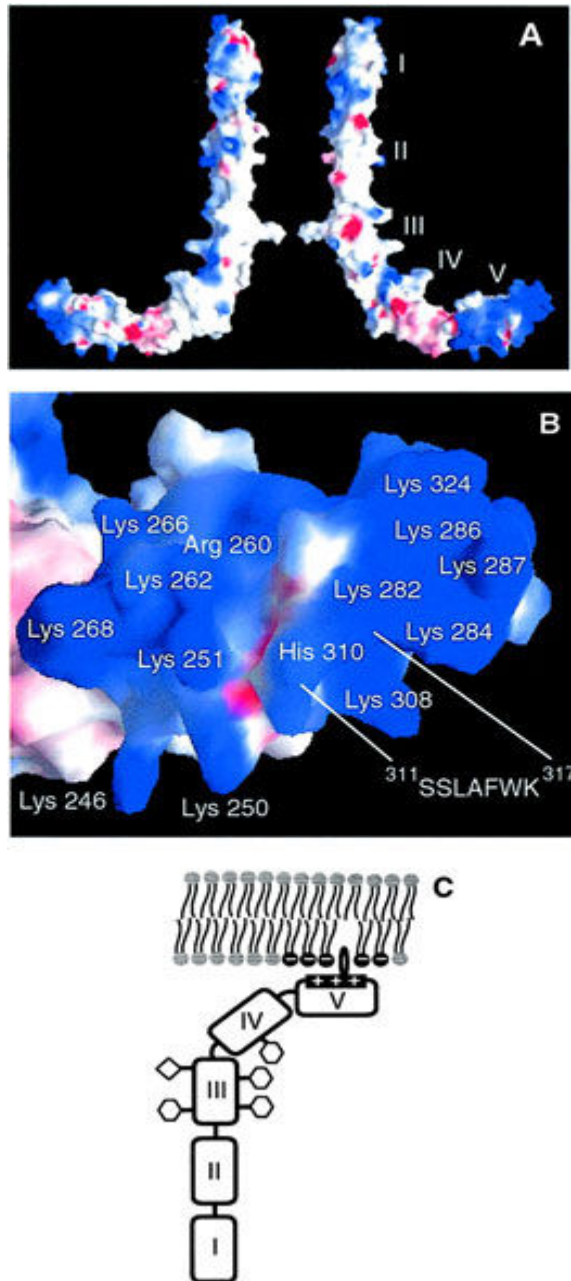 A
I
II
III
IV
V
B
Lys 324
Lys 266
Lys 286
Arg 260
Lys 287
Lys 262
Lys 282
Lys 268
Lys 284
Lys 251
His 310
Lys 308
311SSLAFWK317
Lys 246
Lys 250
C
+ + +
V
IV
III
II
I